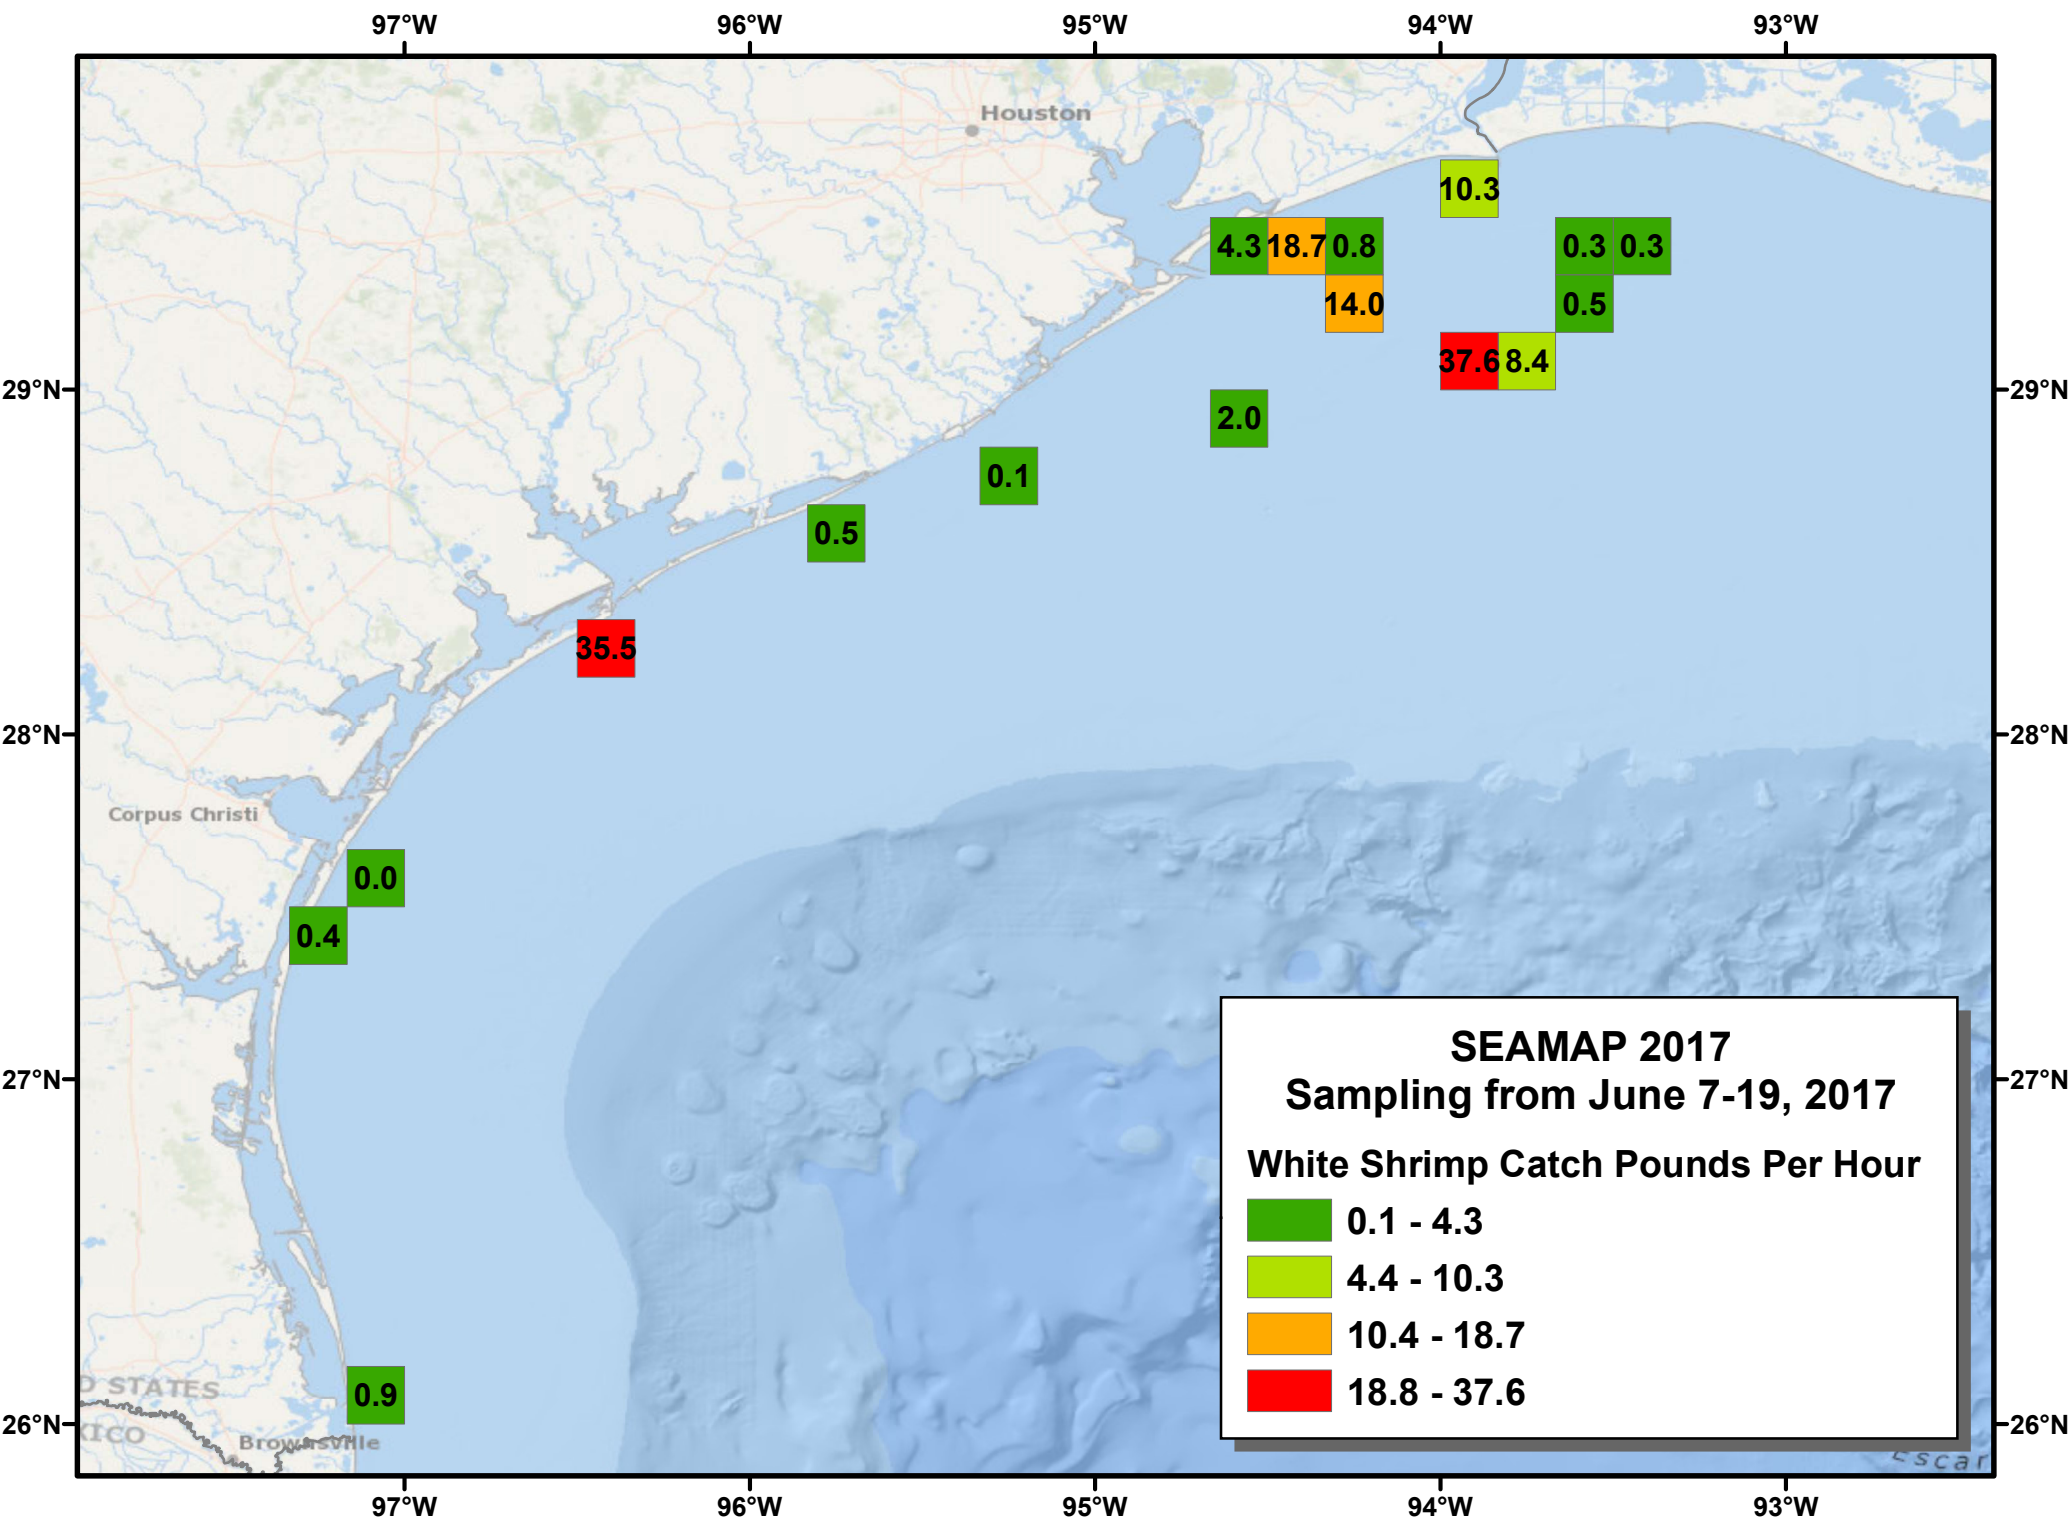 97°W 96°W 95°W 94°W 93°W
Houston
10.3
4.3 18.7 0.8 0.3 0.3
14.0 0.5
37.6 8.4
29°N 29°N
2.0
0.1
0.5
35.5
28°N 28°N
Corpus Christi
0.0
0.4
SEAMAP 2017
27°N 27°N
Sampling from June 7-19, 2017
White Shrimp Catch Pounds Per Hour
0.1 - 4.3
4.4 - 10.3
10.4 - 18.7
18.8 - 37.6
D STATES
0.9
26°N 26°N
XICO
Brownsville
Escar
97°W 96°W 95°W 94°W 93°W